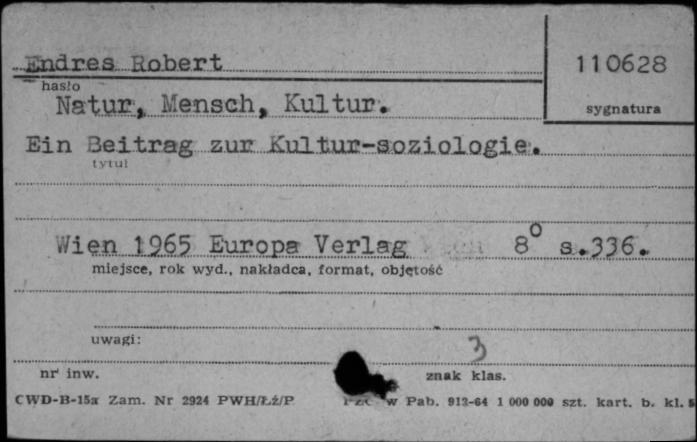 Endres Robert
110628
hasło
Natur, Mensch, Kultur.
sygnatura
Ein Beitrag zur Kultur-soziologie.
tytuł
Wien 1965 Europa Verlag 8° s.336.
miejsce, rok wyd., nakładca, format, objętość
uwagi:
3
nr inw.
znak klas.
CWD-B-15a Zam. Nr 2924 PWH/Łż/P
w Pab. 912-64 1 000 000 szt. kart. b. kl. 5